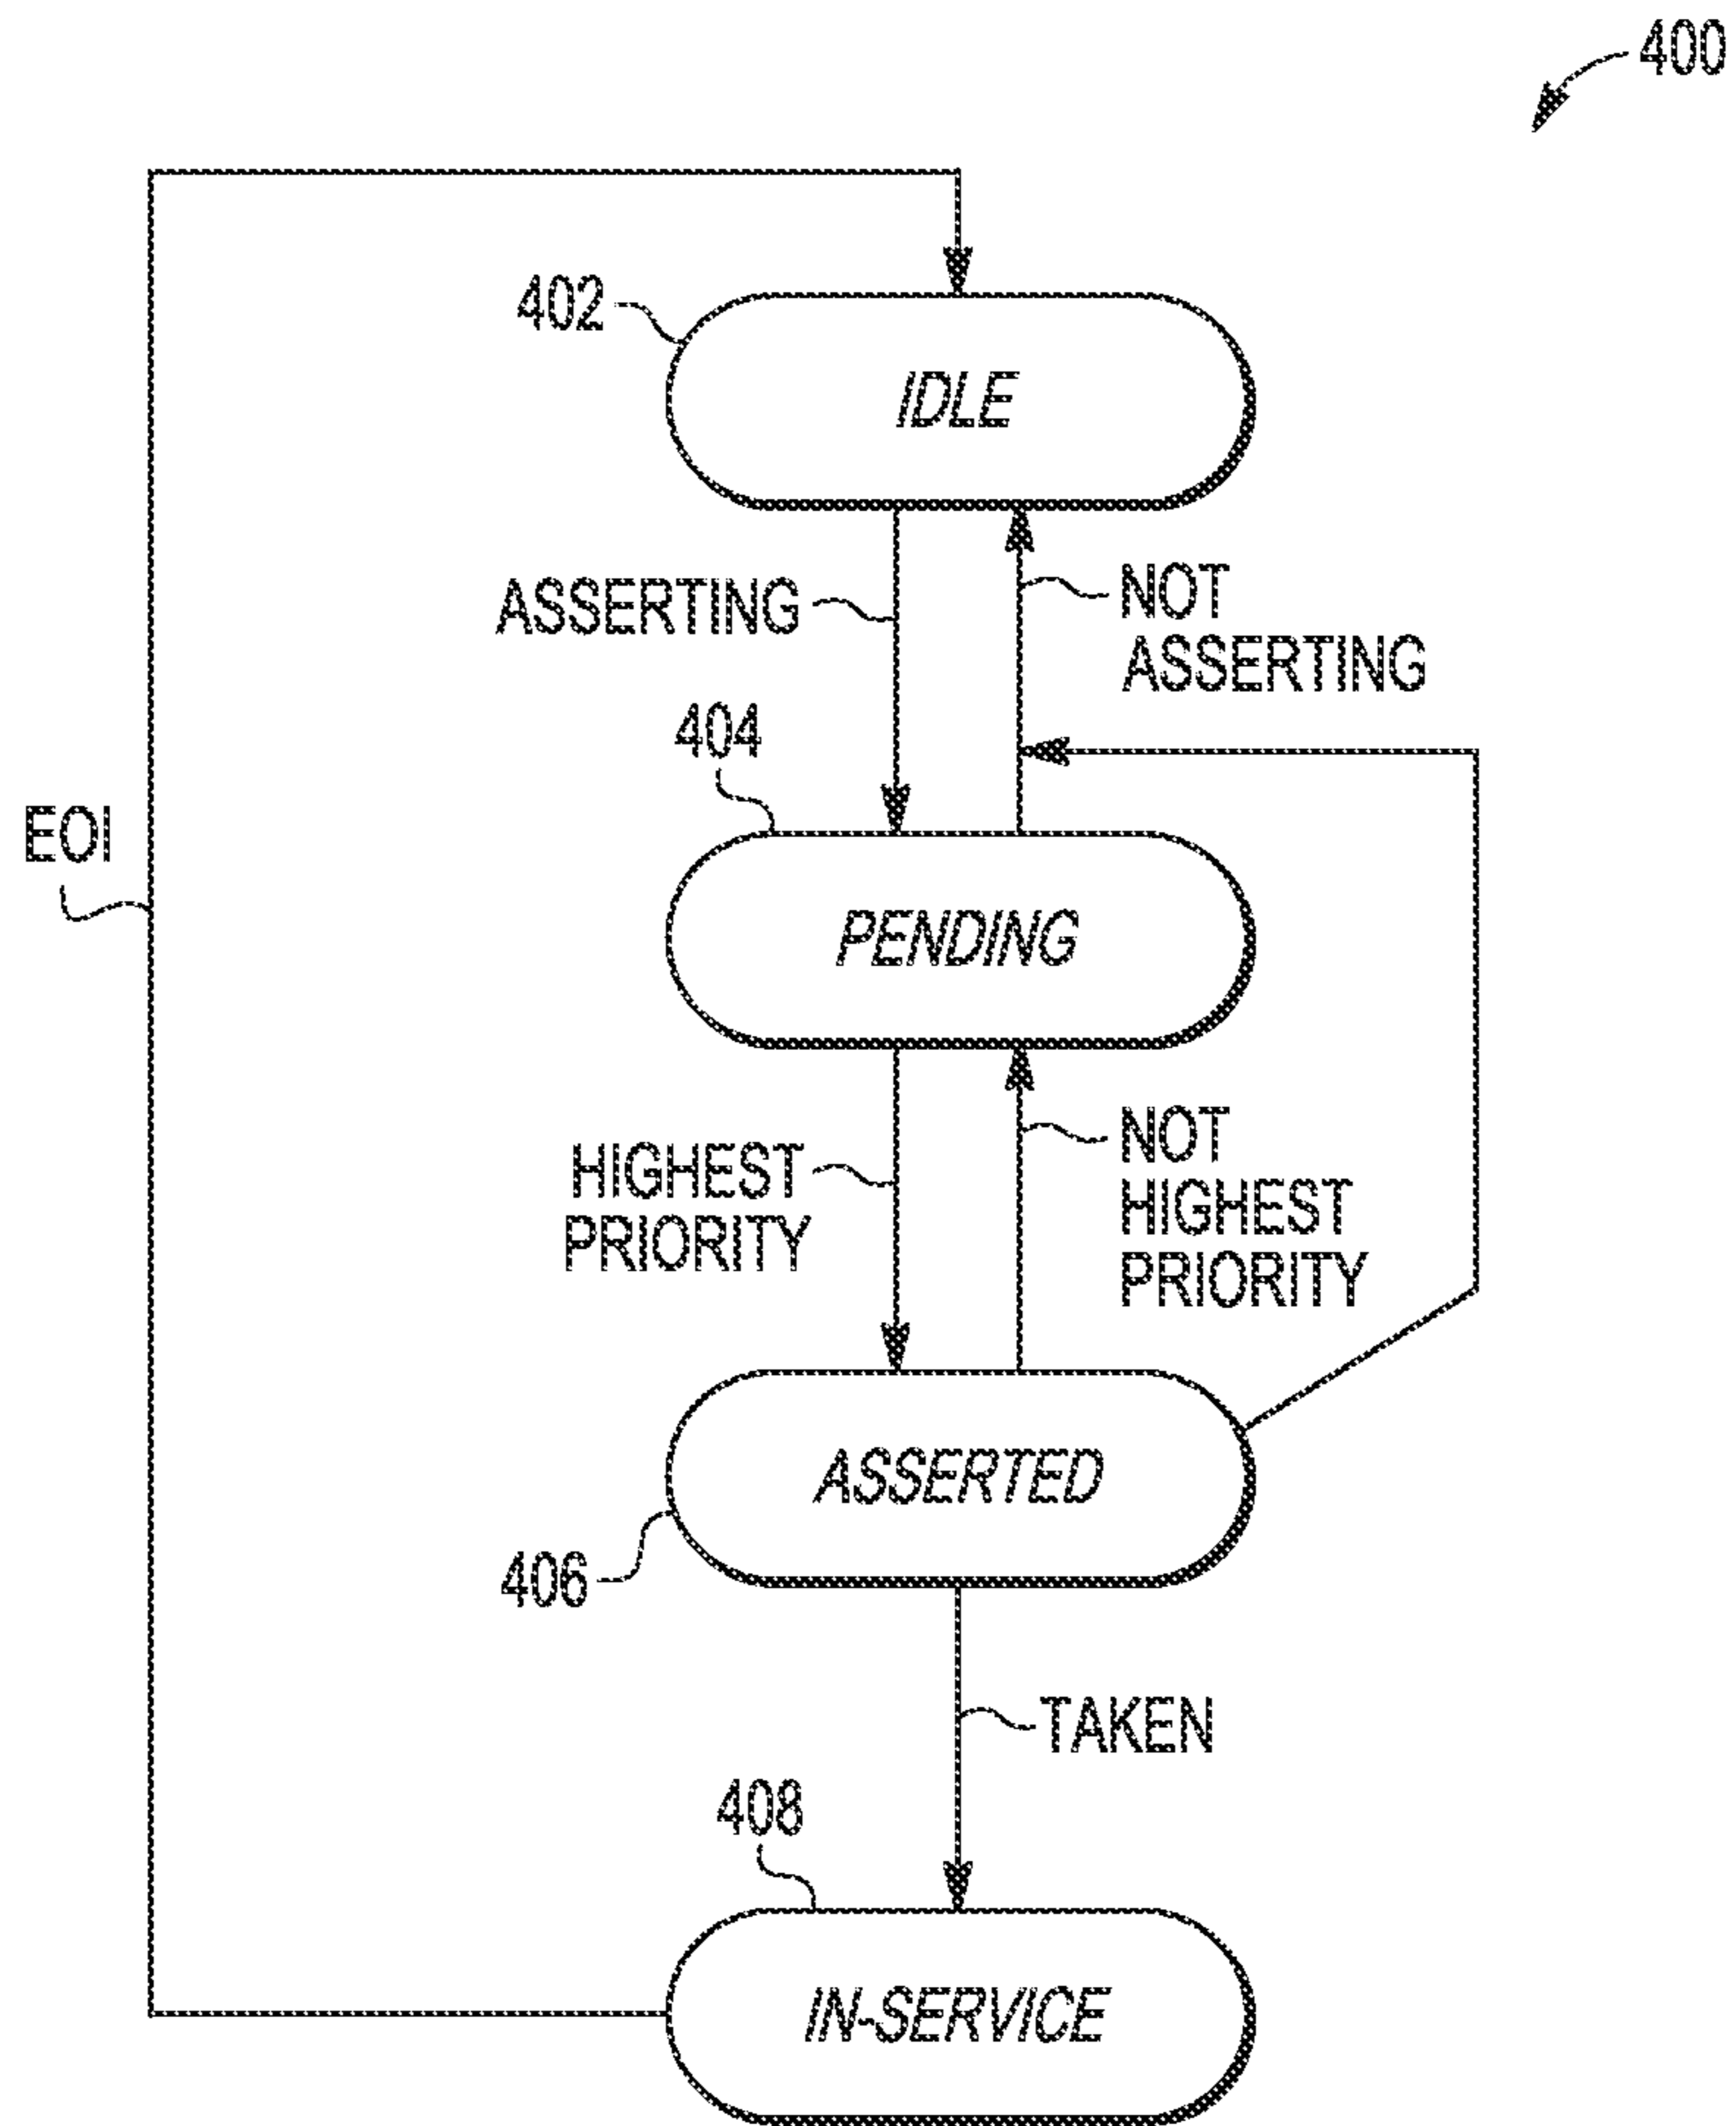 400
402
IDLE
ASSERTING
NOT
ASSERTING
404
EOI
PENDING
HIGHEST
PRIORITY
NOT
HIGHEST
PRIORITY
ASSERTED
406
TAKEN
408
IN-SERVICE